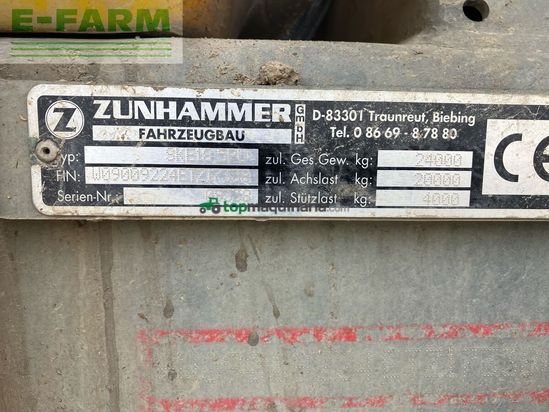 E-FARM
ZUNHAMMER GmbH
FAHRZEUGBAU
D-83301 Traunreut, Biebing
Tel. 0 86 69 - 8 78 80
CE
Typ:
zul. Ges.Gew. kg: 24000
FIN:
zul. Achslast kg: 20000
Serien-Nr.
zul. Stützlast kg: 4000
topmaquinaria.com